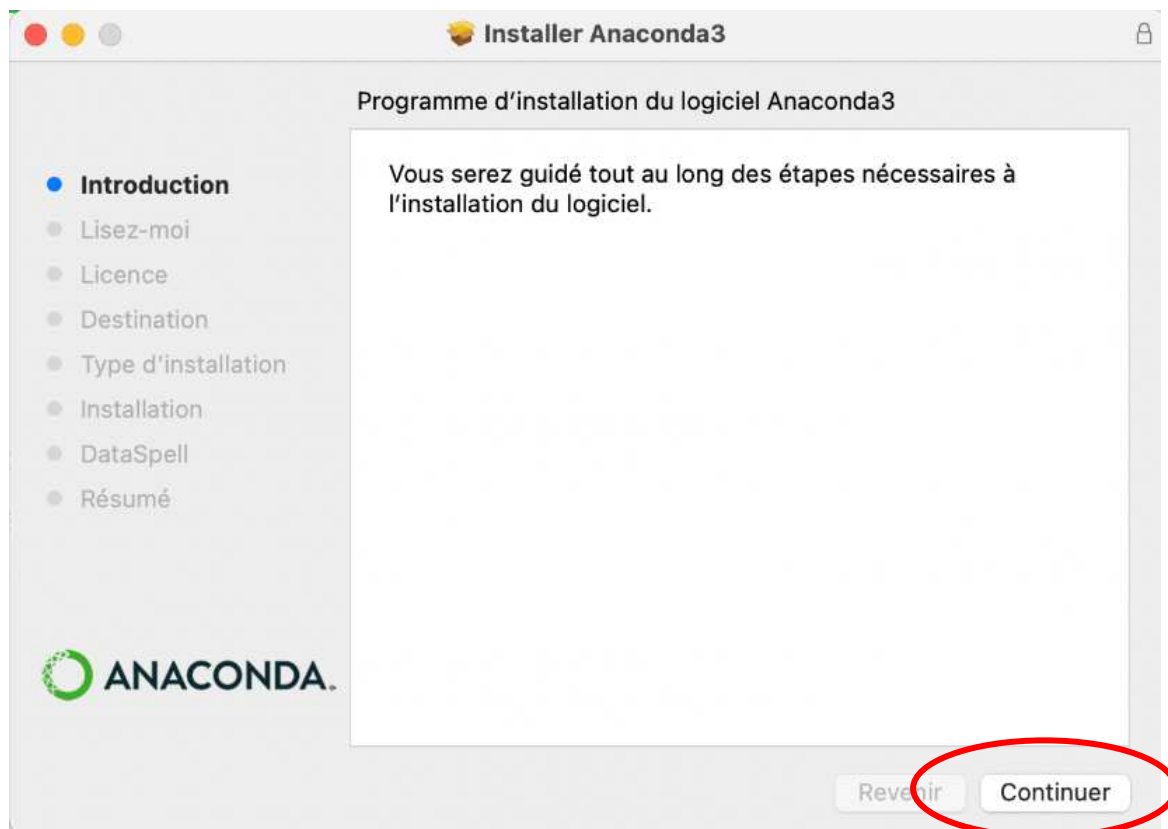 Installer Anaconda3
Programme d'installation du logiciel Anaconda3
Vous serez guidé tout au long des étapes nécessaires à
l'installation du logiciel.
Introduction
Lisez-moi
Licence
Destination
Type d'installation
Installation
DataSpell
Résumé
ANACONDA.
Revenir
Continuer